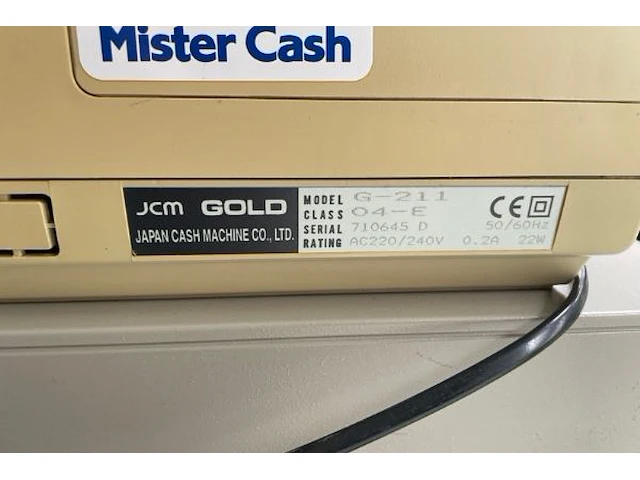 Mister Cash
JCM GOLD
JAPAN CASH MACHINE CO., LTD.
MODEL G-211
CLASS 04-E
SERIAL 710645 D 50/60Hz
RATING AC220/240V 0.2A 22W
CE